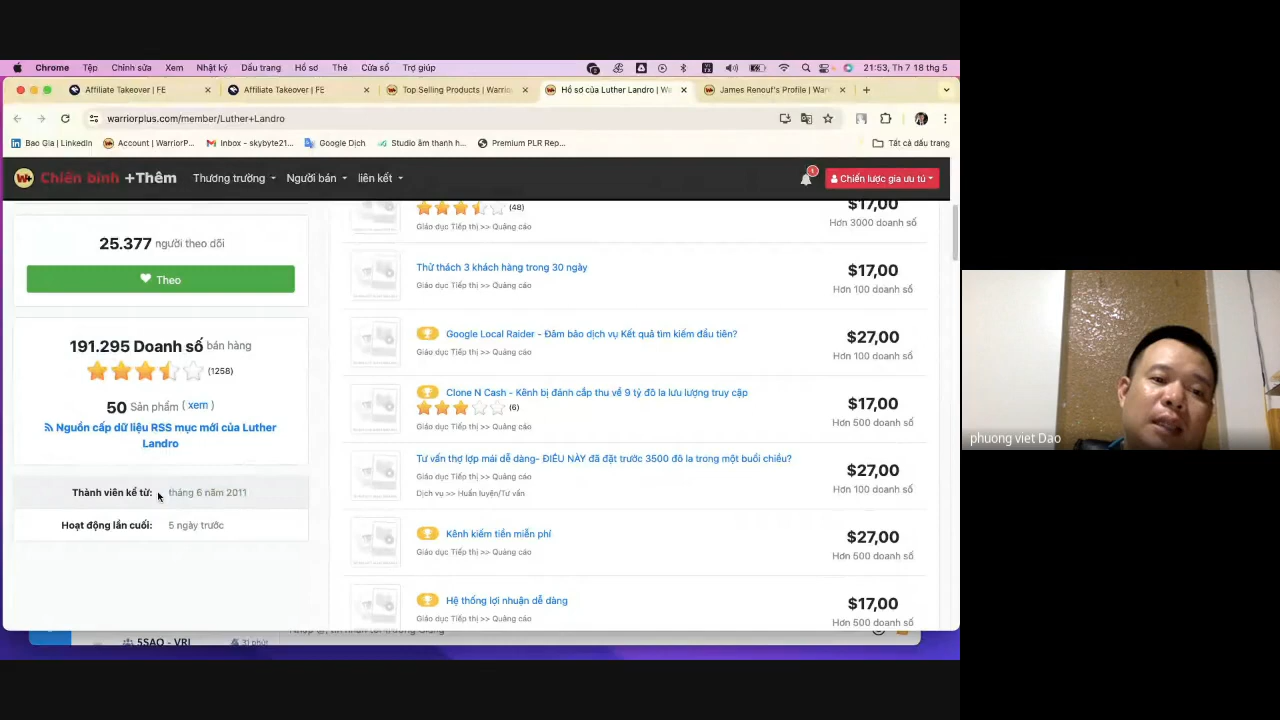 Chrome Tệp Chỉnh sửa Xem Nhật ký Dấu trang Hồ sơ Thẻ Cửa sổ Trợ giúp 21:53, Th 7 18 thg 5
Affiliate Takeover | FE
Affiliate Takeover | FE
Top Selling Products | Warrio
Hồ sơ của Luther Landro | Wa
James Renouf's Profile | Warr
warriorplus.com/member/Luther+Landro
Bao Gia | LinkedIn
Account | WarriorP...
Inbox - skybyte21...
Google Dịch
Studio âm thanh h...
Premium PLR Rep...
Tất cả dấu trang
W+ Chiến binh +Thêm Thương trường Người bán liên kết 1 Chiến lược gia ưu tú
25.377 người theo dõi
Theo
191.295 Doanh số bán hàng
(1258)
50 Sản phẩm ( xem )
Nguồn cấp dữ liệu RSS mục mới của Luther
Landro
Thành viên kể từ: tháng 6 năm 2011
Hoạt động lần cuối: 5 ngày trước
$17,00
(48)
Giáo dục Tiếp thị >> Quảng cáo
Hơn 3000 doanh số
Thử thách 3 khách hàng trong 30 ngày
$17,00
Giáo dục Tiếp thị >> Quảng cáo
Hơn 100 doanh số
Google Local Raider - Đảm bảo dịch vụ Kết quả tìm kiếm đầu tiên?
$27,00
Giáo dục Tiếp thị >> Quảng cáo
Hơn 100 doanh số
Clone N Cash - Kênh bị đánh cắp thu về 9 tỷ đô la lưu lượng truy cập
$17,00
(6)
Giáo dục Tiếp thị >> Quảng cáo
Hơn 500 doanh số
Tư vấn thợ lợp mái dễ dàng- ĐIỀU NÀY đã đặt trước 3500 đô la trong một buổi chiều?
$27,00
Giáo dục Tiếp thị >> Quảng cáo
Hơn 100 doanh số
Dịch vụ >> Huấn luyện/Tư vấn
Kênh kiếm tiền miễn phí
$27,00
Giáo dục Tiếp thị >> Quảng cáo
Hơn 500 doanh số
Hệ thống lợi nhuận dễ dàng
$17,00
Giáo dục Tiếp thị >> Quảng cáo
Hơn 500 doanh số
5SAO - VRL
31 phút
phuong viet Dao